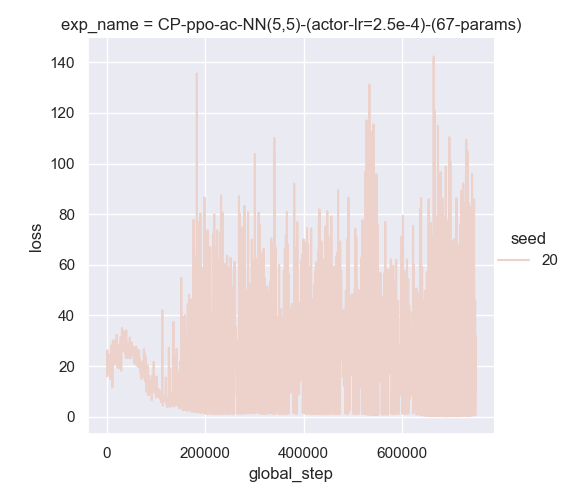 exp_name = CP-ppo-ac-NN(5,5)-(actor-lr=2.5e-4)-(67-params)
140
120
100
80
60
40
20
0
loss
0 200000 400000 600000
global_step
seed
20